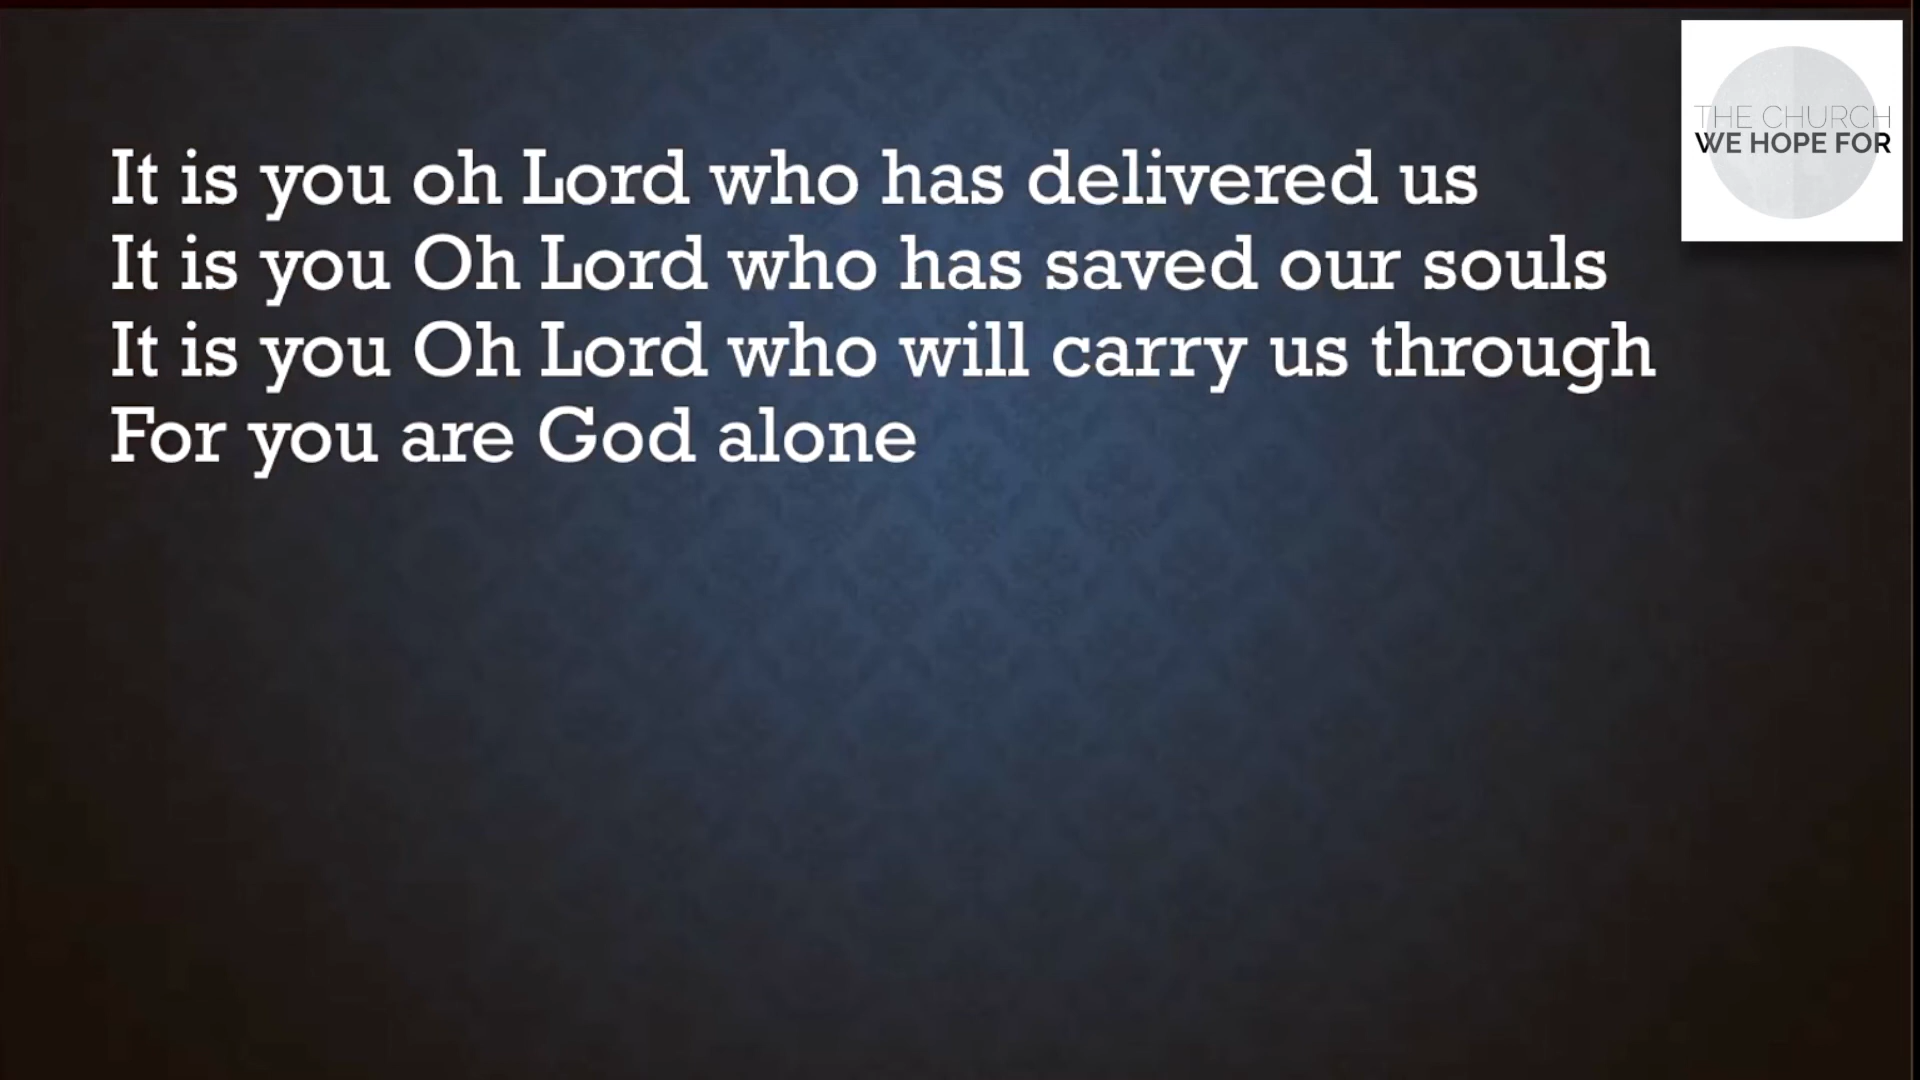 THE CHURCH
WE HOPE FOR
It is you oh Lord who has delivered us
It is you Oh Lord who has saved our souls
It is you Oh Lord who will carry us through
For you are God alone